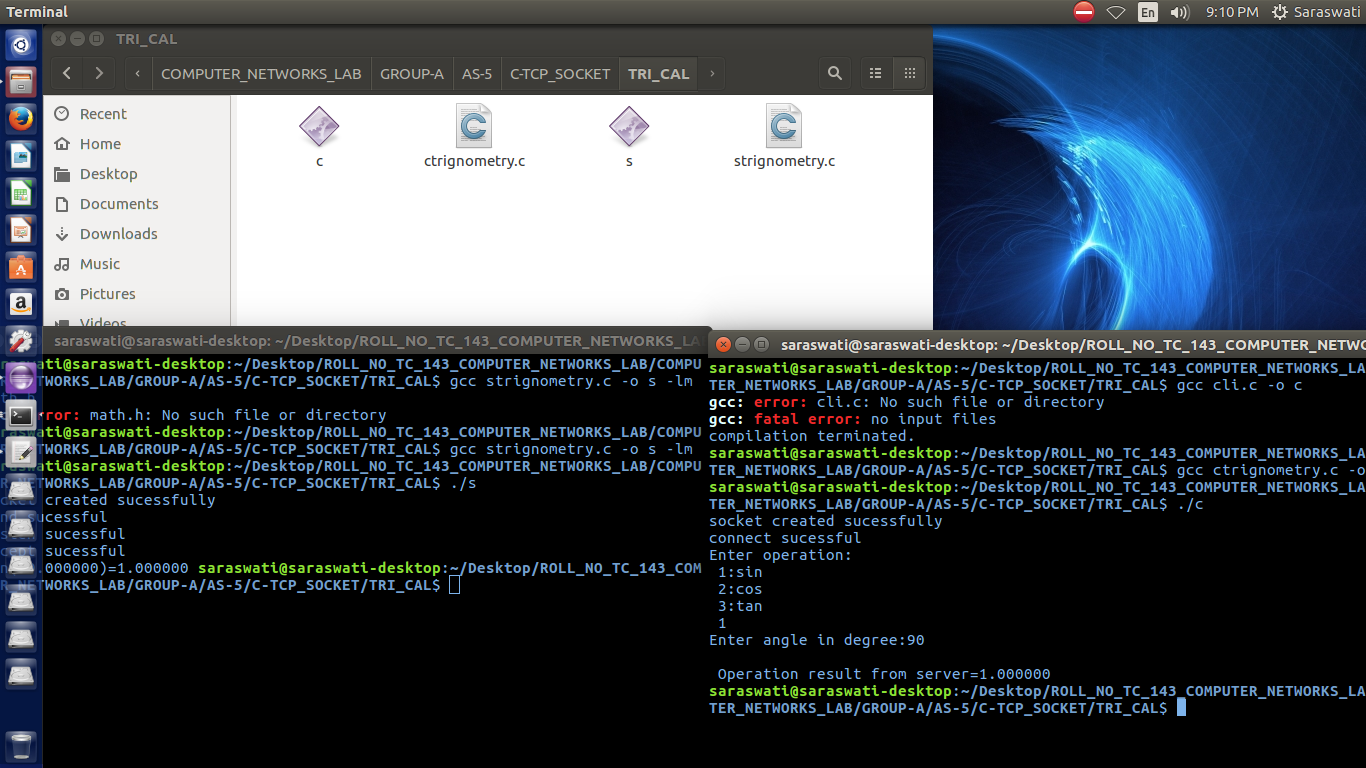 Terminal
En
9:10 PM
Saraswati
TRI_CAL
COMPUTER_NETWORKS_LAB GROUP-A AS-5 C-TCP_SOCKET TRI_CAL
Recent
Home
Desktop
Documents
Downloads
Music
Pictures
Videos
c
ctrignometry.c
s
strignometry.c
saraswati@saraswati-desktop: ~/Desktop/ROLL_NO_TC_143_COMPUTER_NETWORKS_LA
ati@saraswati-desktop:~/Desktop/ROLL_NO_TC_143_COMPUTER_NETWORKS_LAB/COMPU
TWORKS_LAB/GROUP-A/AS-5/C-TCP_SOCKET/TRI_CAL$ gcc strignometry.c -o s -lm
ror: math.h: No such file or directory
ati@saraswati-desktop:~/Desktop/ROLL_NO_TC_143_COMPUTER_NETWORKS_LAB/COMPU
TWORKS_LAB/GROUP-A/AS-5/C-TCP_SOCKET/TRI_CAL$ gcc strignometry.c -o s -lm
ati@saraswati-desktop:~/Desktop/ROLL_NO_TC_143_COMPUTER_NETWORKS_LAB/COMPU
TWORKS_LAB/GROUP-A/AS-5/C-TCP_SOCKET/TRI_CAL$ ./s
created sucessfully
sucessful
sucessful
sucessful
.000000)=1.000000 saraswati@saraswati-desktop:~/Desktop/ROLL_NO_TC_143_COM
TWORKS_LAB/GROUP-A/AS-5/C-TCP_SOCKET/TRI_CAL$
saraswati@saraswati-desktop: ~/Desktop/ROLL_NO_TC_143_COMPUTER_NETWO
saraswati@saraswati-desktop:~/Desktop/ROLL_NO_TC_143_COMPUTER_NETWORKS_LA
TER_NETWORKS_LAB/GROUP-A/AS-5/C-TCP_SOCKET/TRI_CAL$ gcc cli.c -o c
gcc: error: cli.c: No such file or directory
gcc: fatal error: no input files
compilation terminated.
saraswati@saraswati-desktop:~/Desktop/ROLL_NO_TC_143_COMPUTER_NETWORKS_LA
TER_NETWORKS_LAB/GROUP-A/AS-5/C-TCP_SOCKET/TRI_CAL$ gcc ctrignometry.c -o
saraswati@saraswati-desktop:~/Desktop/ROLL_NO_TC_143_COMPUTER_NETWORKS_LA
TER_NETWORKS_LAB/GROUP-A/AS-5/C-TCP_SOCKET/TRI_CAL$ ./c
socket created sucessfully
connect sucessful
Enter operation:
1:sin
2:cos
3:tan
1
Enter angle in degree:90
Operation result from server=1.000000
saraswati@saraswati-desktop:~/Desktop/ROLL_NO_TC_143_COMPUTER_NETWORKS_LA
TER_NETWORKS_LAB/GROUP-A/AS-5/C-TCP_SOCKET/TRI_CAL$